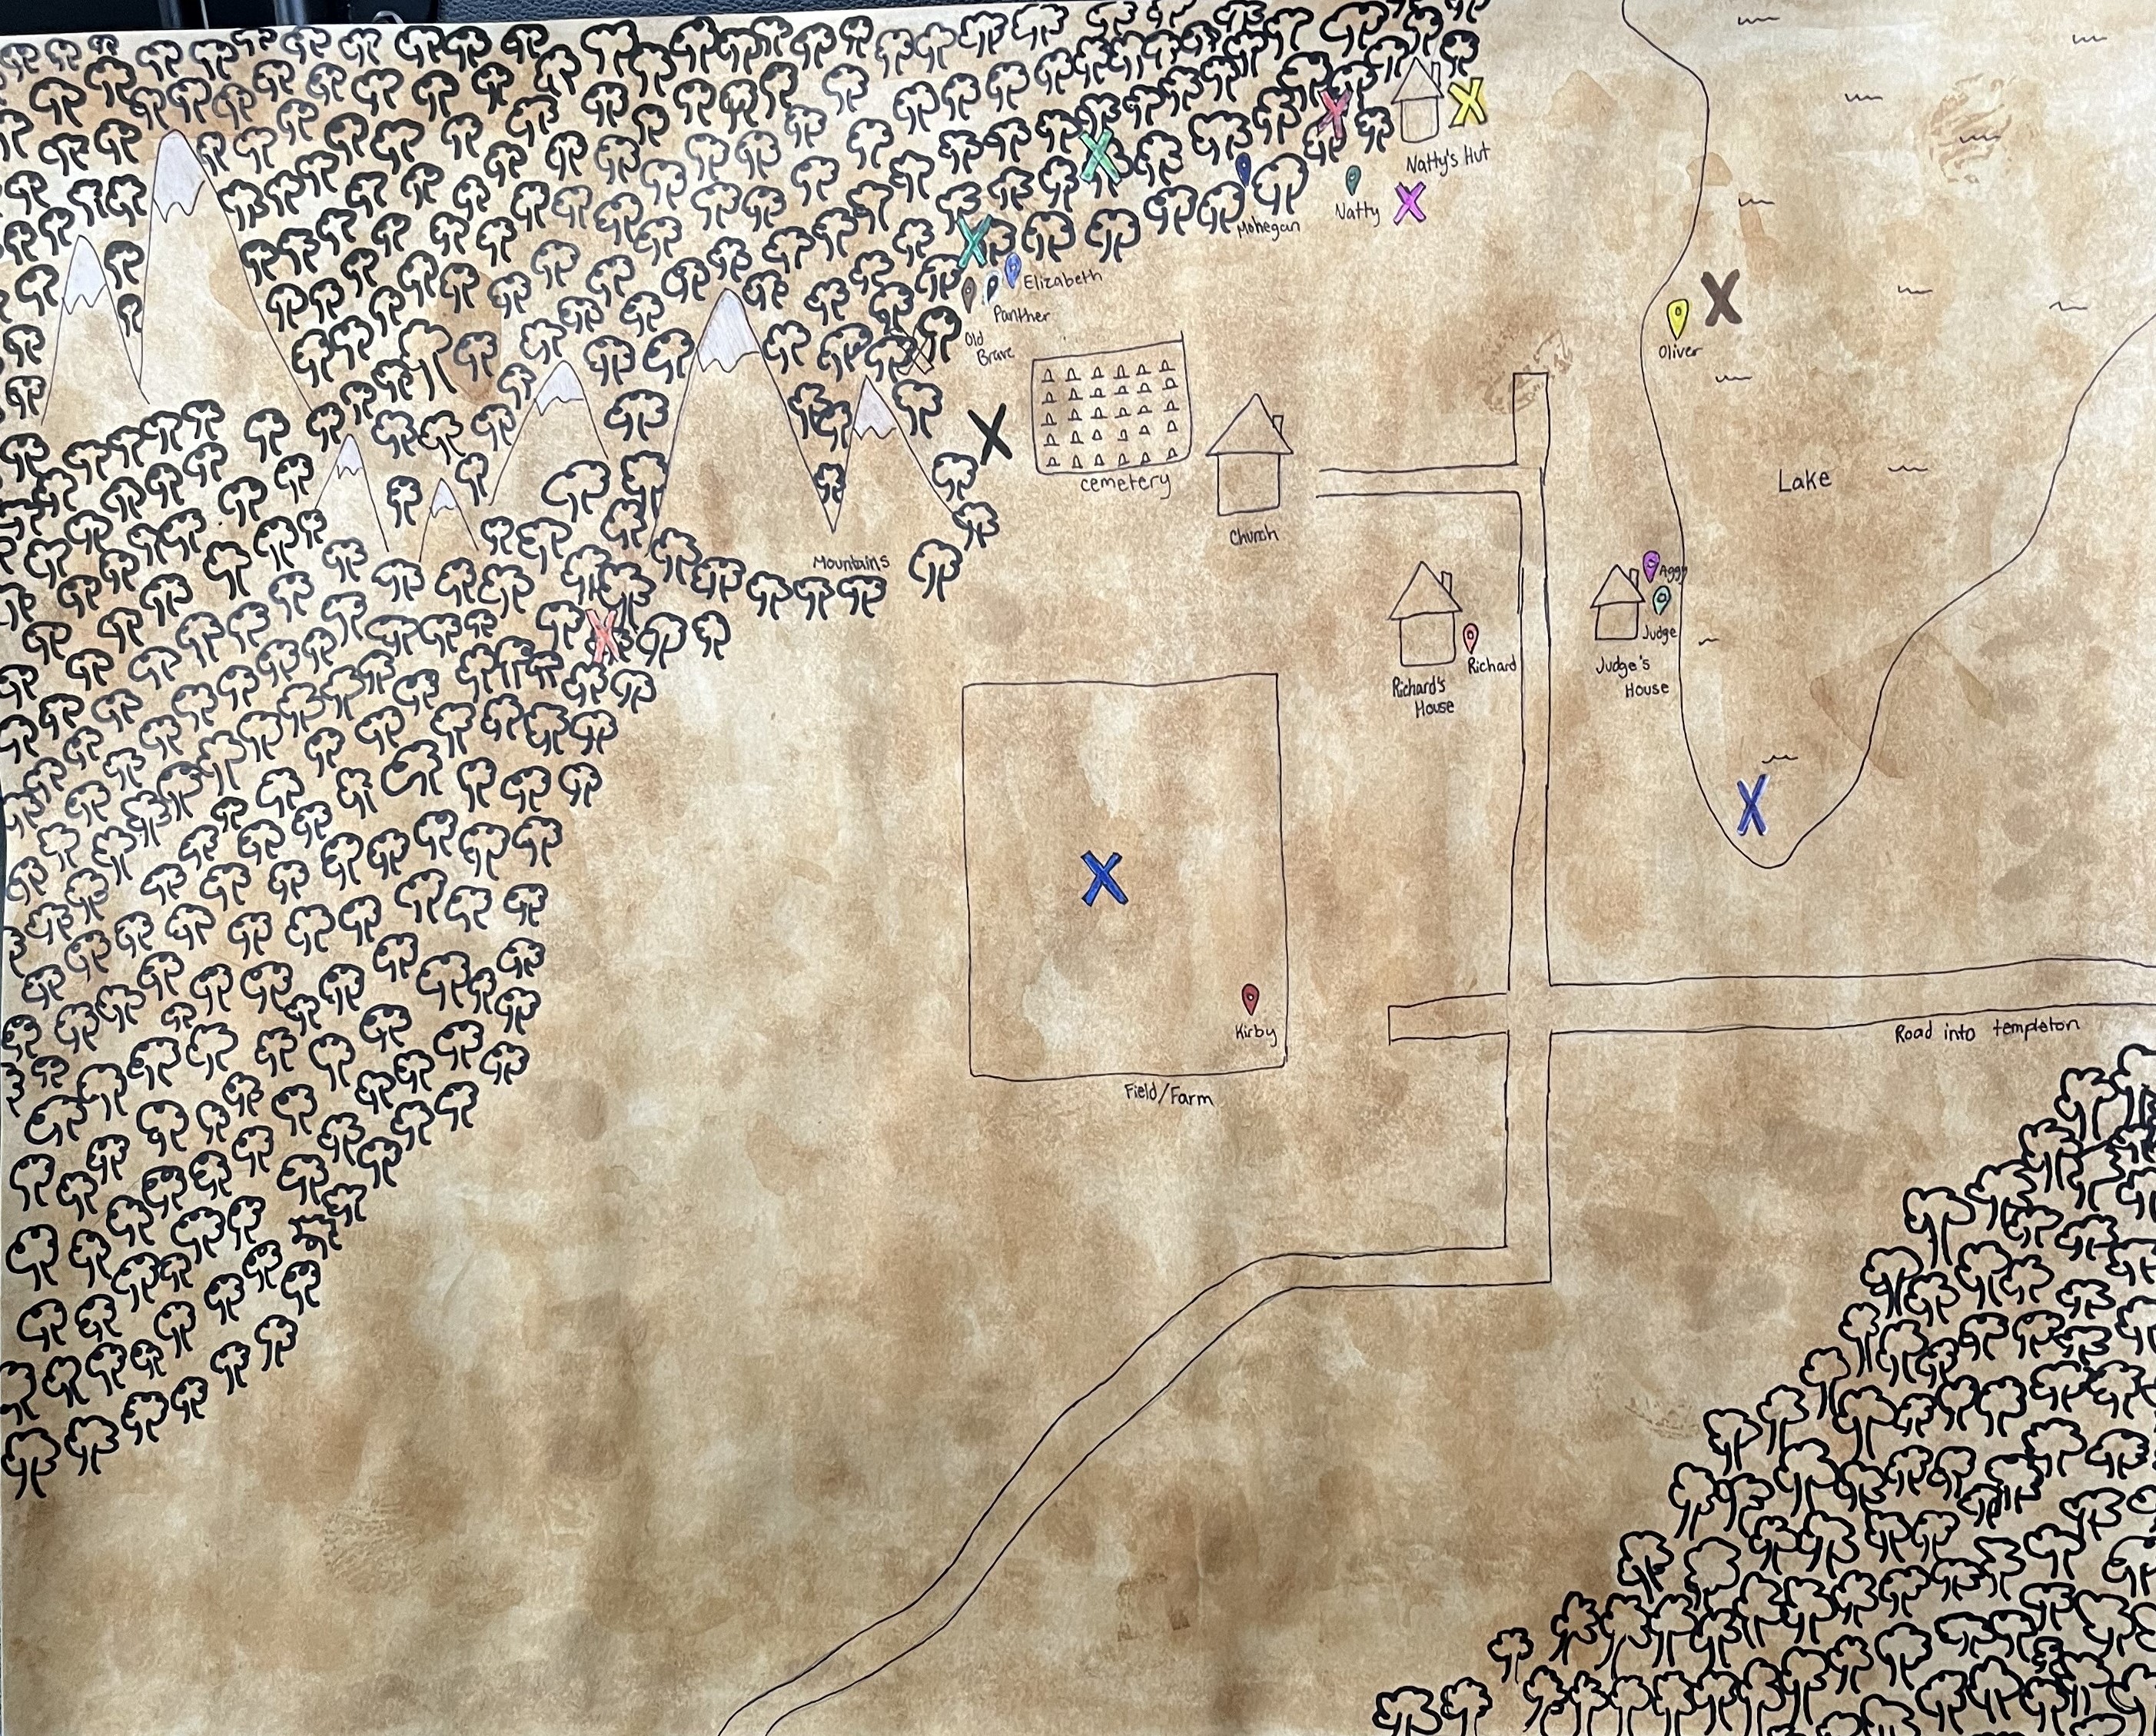 Natty's Hut
Natty
Mohegan
Elizabeth
Panther
Old
Brave
Oliver
cemetery
Church
Lake
Mountains
Aggy
Judge
Judge's
House
Richard
Richard's
House
Kirby
Field/Farm
Road into templeton